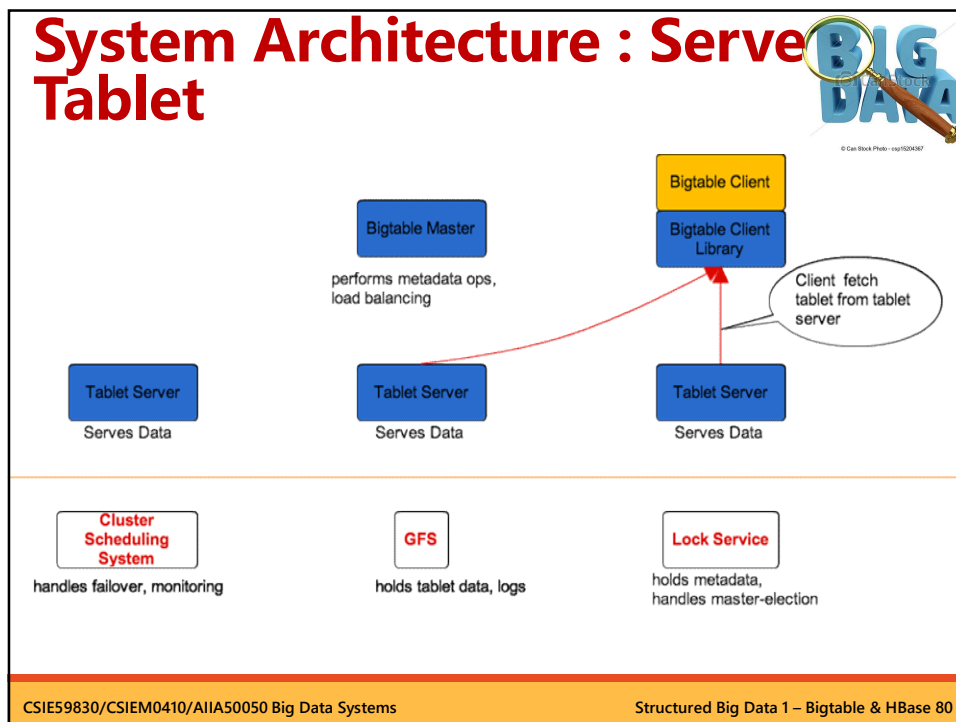 System Architecture : Serve
Tablet
BIG
DATA
(c) CanStock
© Can Stock Photo - csp15204367
Bigtable Client
Bigtable Master
Bigtable Client
Library
performs metadata ops,
load balancing
Client fetch
tablet from tablet
server
Tablet Server
Tablet Server
Tablet Server
Serves Data
Serves Data
Serves Data
Cluster
Scheduling
System
GFS
Lock Service
handles failover, monitoring
holds tablet data, logs
holds metadata,
handles master-election
CSIE59830/CSIEM0410/AIIA50050 Big Data Systems
Structured Big Data 1 – Bigtable & HBase 80